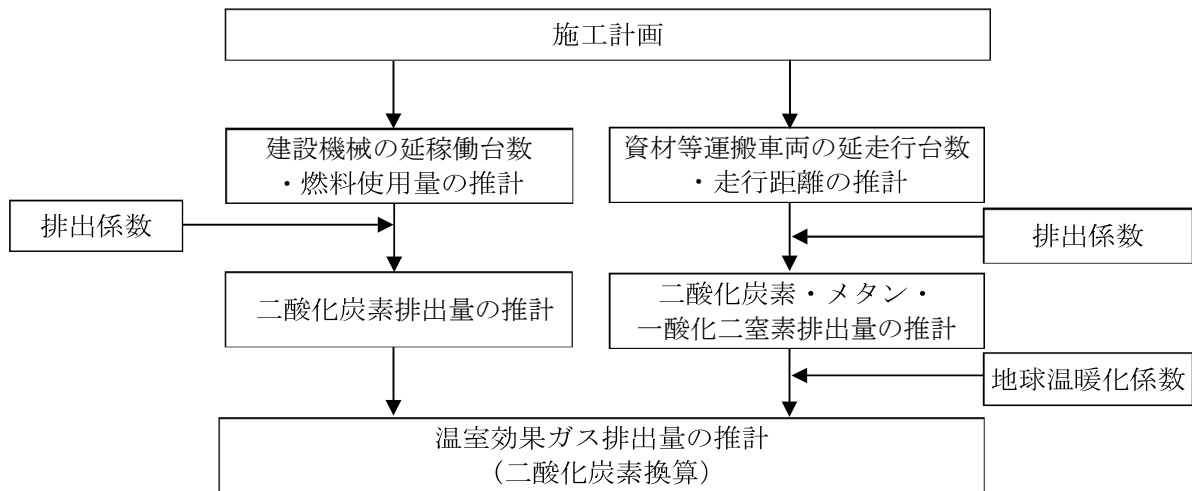 施工計画
建設機械の延稼働台数
・燃料使用量の推計
資材等運搬車両の延走行台数
・走行距離の推計
排出係数
排出係数
二酸化炭素排出量の推計
二酸化炭素・メタン・
一酸化二窒素排出量の推計
地球温暖化係数
温室効果ガス排出量の推計
（二酸化炭素換算）